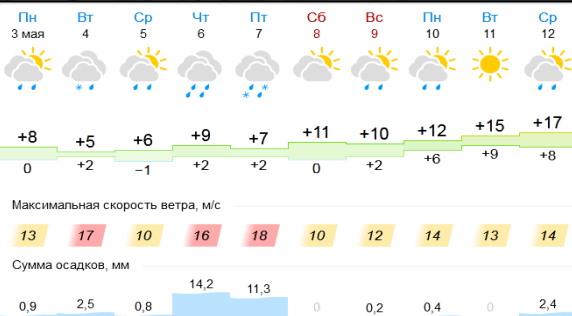 Пн Вт Ср Чт Пт Сб Вс Пн Вт Ср
3 мая 4 5 6 7 8 9 10 11 12
+8 +5 +6 +9 +7 +11 +10 +12 +15 +17
0 +2 −1 +2 +2 0 +2 +6 +9 +8
Максимальная скорость ветра, м/с
13 17 10 16 18 10 12 14 13 14
Сумма осадков, мм
0,9 2,5 0,8 14,2 11,3 0 0,2 0,4 0 2,4